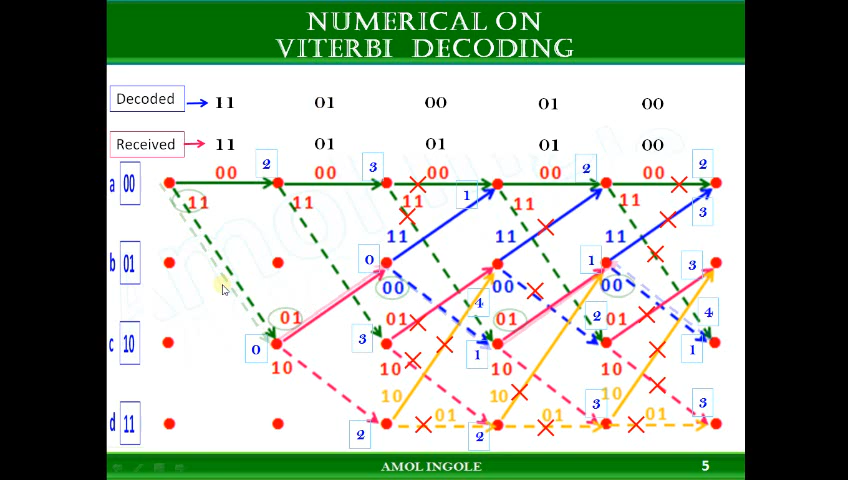 NUMERICAL ON
VITERBI DECODING
Decoded 11 01 00 01 00
Received 11 01 01 01 00
2 3 2 2
a 00 00 00 00 00 00
11 11 11 1 11 11 3
11 11 11
b 01 0 1 3
00 00 00
01 01 4 01 2 01 4
c 10 0 3 1 2 1
10 10 10 10
10 10 10
01 01 01
d 11 2 2 3 3
AMOL INGOLE 5